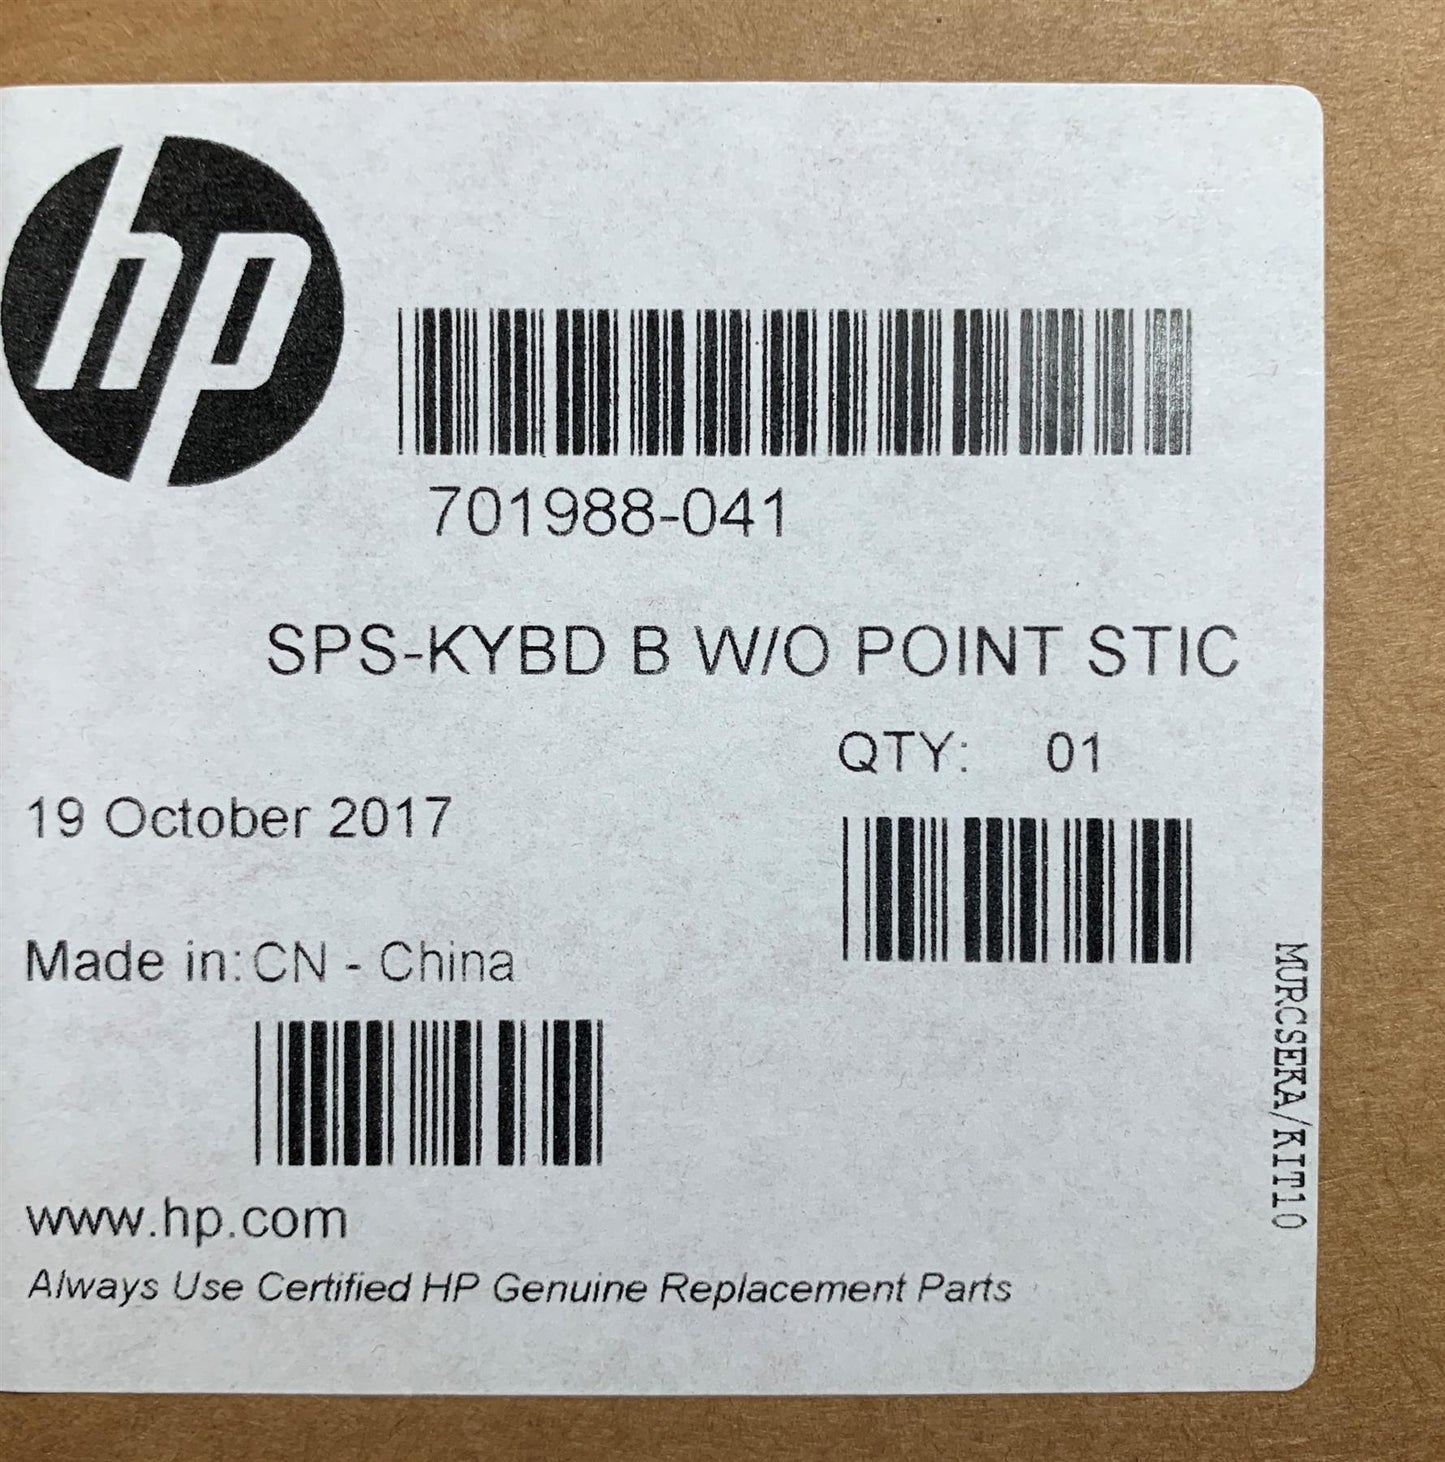 hp
701988-041
SPS-KYBD B W/O POINT STIC
QTY: 01
19 October 2017
Made in: CN - China
www.hp.com
Always Use Certified HP Genuine Replacement Parts
MURCSEKA/KIT10